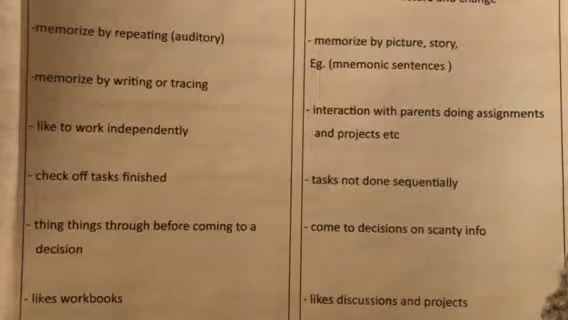 -memorize by repeating (auditory)
-memorize by writing or tracing
- like to work independently
- check off tasks finished
- thing things through before coming to a
decision
- likes workbooks
and change
- memorize by picture, story,
Eg. (mnemonic sentences )
- interaction with parents doing assignments
and projects etc
- tasks not done sequentially
- come to decisions on scanty info
- likes discussions and projects